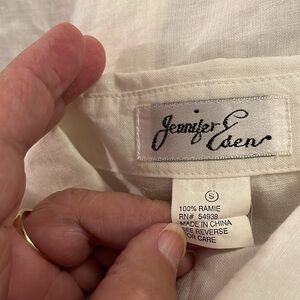 Jennifer
Eden
S
100% RAMIE
RN# 54938
MADE IN CHINA
SEE REVERSE
FOR CARE